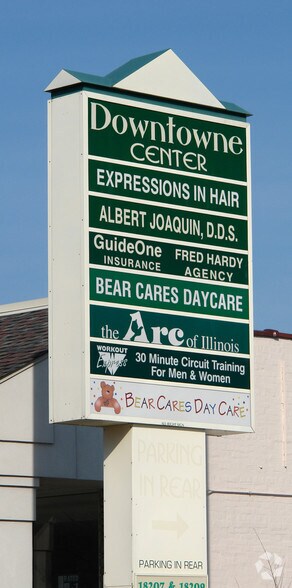 DOWNTOWNE
CENTER
EXPRESSIONS IN HAIR
ALBERT JOAQUIN, D.D.S.
GuideOne
INSURANCE
FRED HARDY
AGENCY
BEAR CARES DAYCARE
the Arc of Illinois
WORKOUT
Express
30 Minute Circuit Training
For Men & Women
BEAR CARES DAY CARE
PARKING
IN REAR
PARKING IN REAR
18207 & 18209